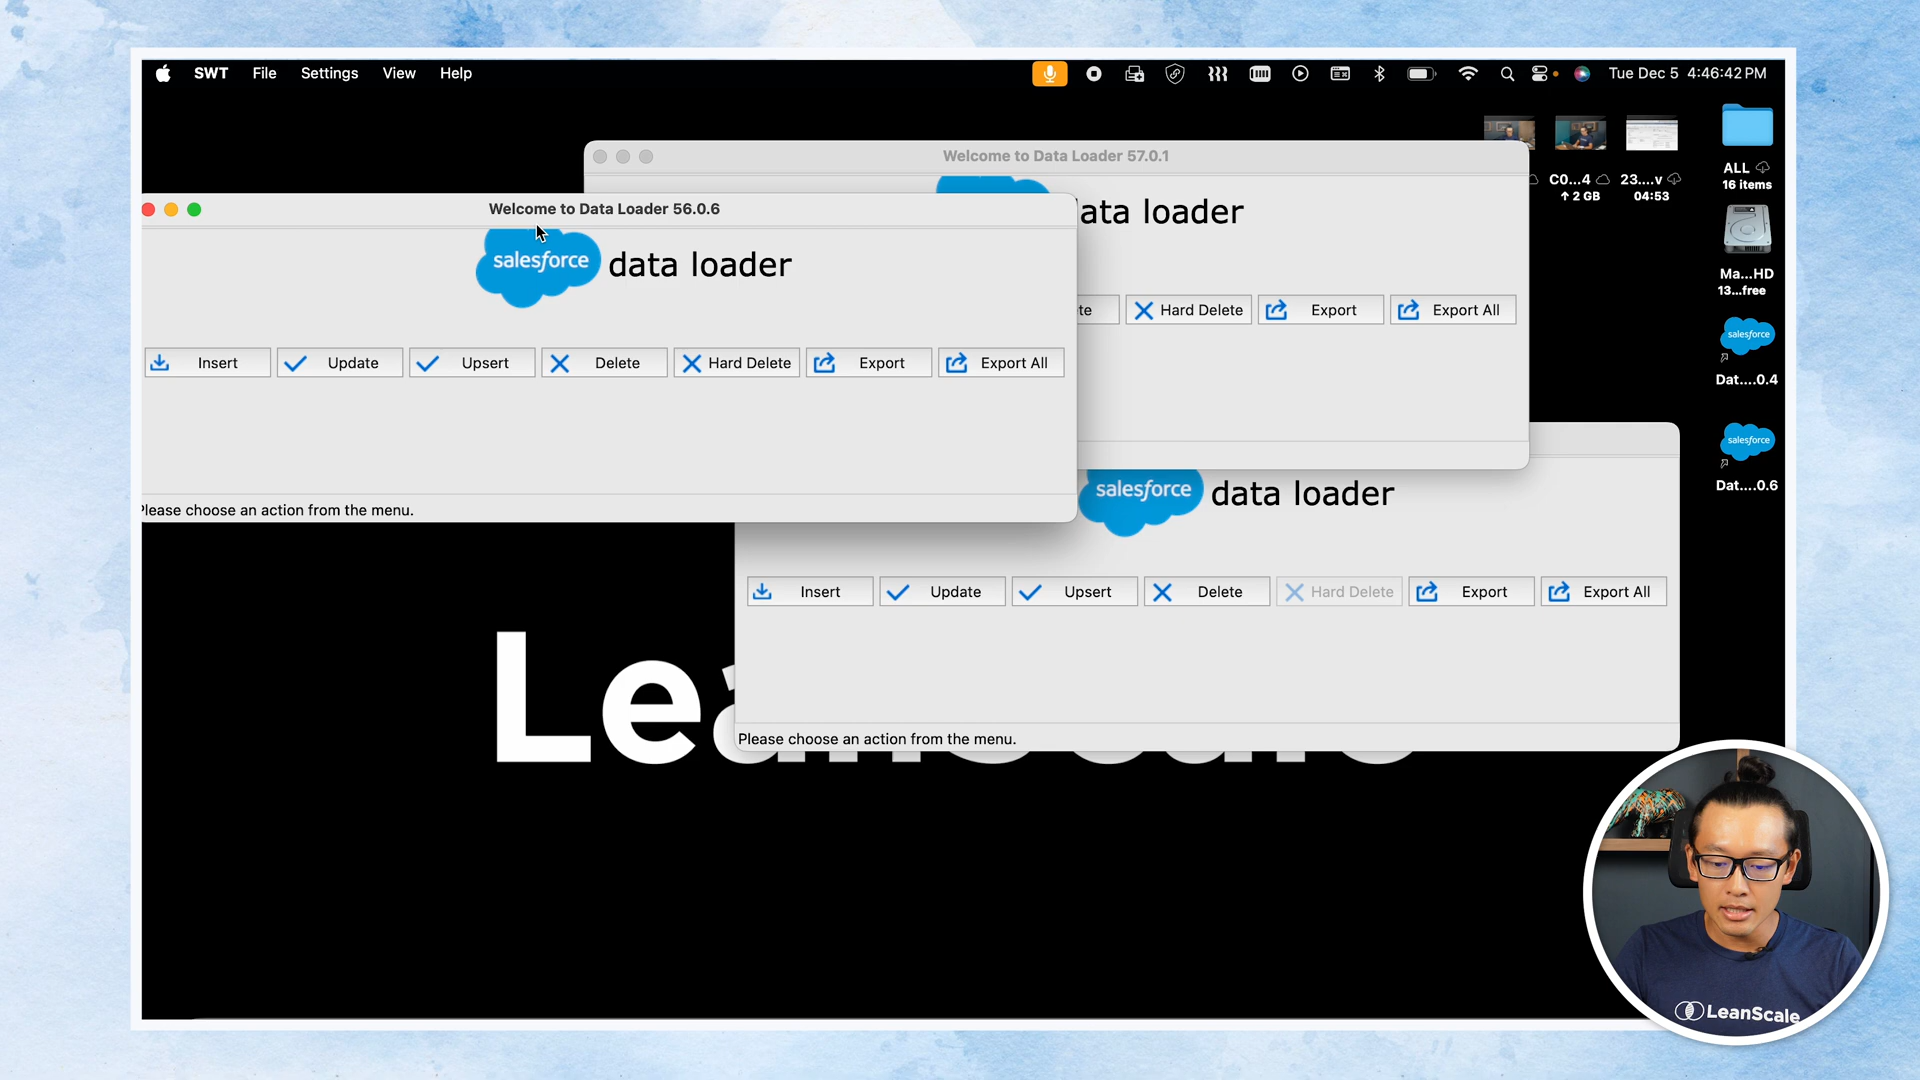 SWT File Settings View Help
Tue Dec 5 4:46:42 PM
Welcome to Data Loader 57.0.1
ata loader
te Hard Delete Export Export All
Welcome to Data Loader 56.0.6
salesforce data loader
Insert Update Upsert Delete Hard Delete Export Export All
Please choose an action from the menu.
salesforce data loader
Insert Update Upsert Delete Hard Delete Export Export All
Please choose an action from the menu.
C0...4
↑ 2 GB
23....v
04:53
ALL
16 items
Ma...HD
13...free
salesforce
Dat....0.4
salesforce
Dat....0.6
LeanScale
LeanScale